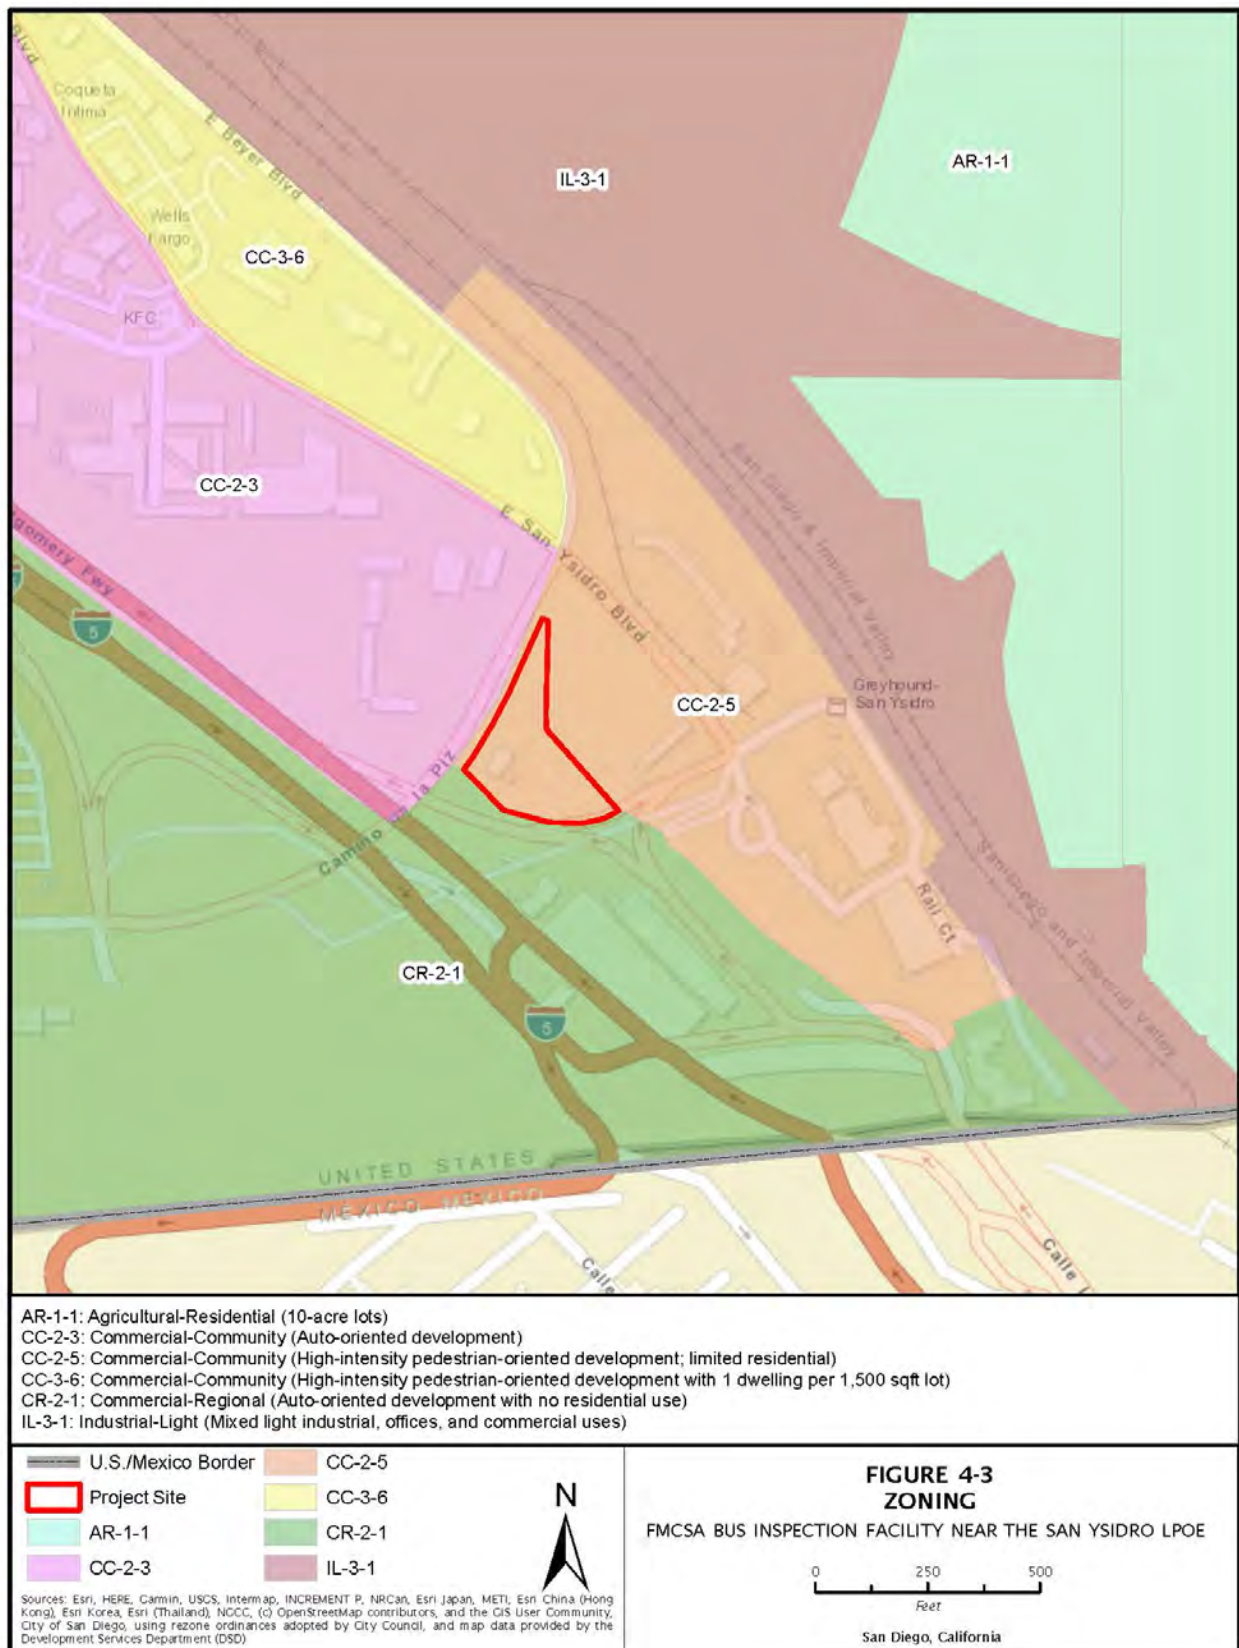 Blvd
Coqueta
Intima
E Beyer Blvd
IL-3-1
AR-1-1
Wells
Fargo
CC-3-6
KFC
CC-2-3
E San Ysidro Blvd
San Diego & Imperial Valley
gomery Fwy
5
Greyhound-
San Ysidro
CC-2-5
Camino la Plz
Rail Ct
San Diego and Imperial Valley
CR-2-1
5
UNITED STATES
MÉXICO MEXICO
Calle
Calle
AR-1-1: Agricultural-Residential (10-acre lots)
CC-2-3: Commercial-Community (Auto-oriented development)
CC-2-5: Commercial-Community (High-intensity pedestrian-oriented development; limited residential)
CC-3-6: Commercial-Community (High-intensity pedestrian-oriented development with 1 dwelling per 1,500 sqft lot)
CR-2-1: Commercial-Regional (Auto-oriented development with no residential use)
IL-3-1: Industrial-Light (Mixed light industrial, offices, and commercial uses)
U.S./Mexico Border
Project Site
AR-1-1
CC-2-3
CC-2-5
CC-3-6
CR-2-1
IL-3-1
N
Sources: Esri, HERE, Garmin, USGS, Intermap, INCREMENT P, NRCan, Esri Japan, METI, Esri China (Hong
Kong), Esri Korea, Esri (Thailand), NGCC, (c) OpenStreetMap contributors, and the GIS User Community,
City of San Diego, using rezone ordinances adopted by City Council, and map data provided by the
Development Services Department (DSD)
FIGURE 4-3
ZONING
FMCSA BUS INSPECTION FACILITY NEAR THE SAN YSIDRO LPOE
0 250 500
Feet
San Diego, California